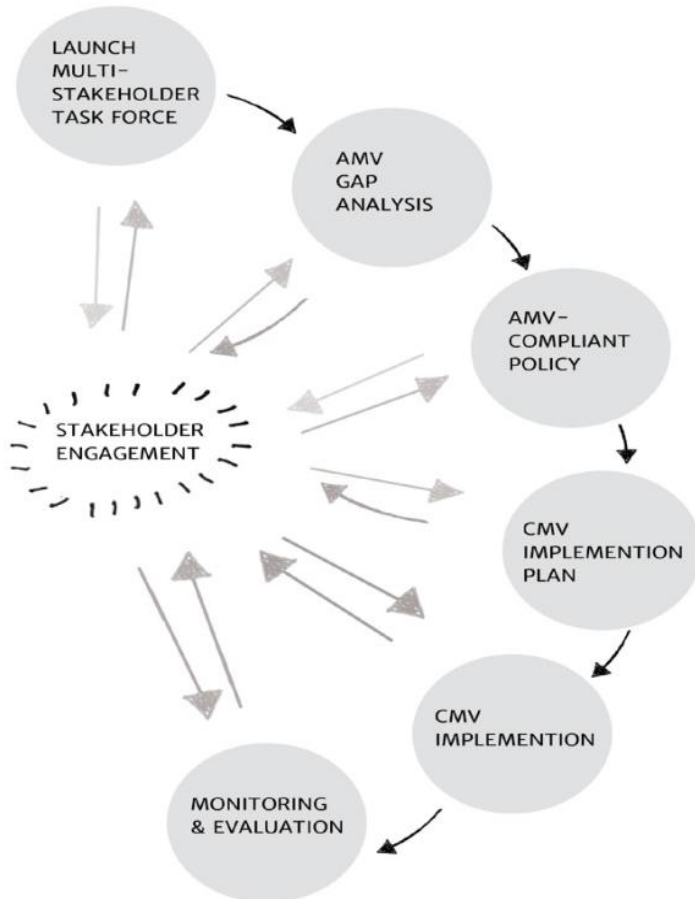 LAUNCH
MULTI-
STAKEHOLDER
TASK FORCE
AMV
GAP
ANALYSIS
AMV-
COMPLIANT
POLICY
STAKEHOLDER
ENGAGEMENT
CMV
IMPLEMENTION
PLAN
CMV
IMPLEMENTION
MONITORING
& EVALUATION